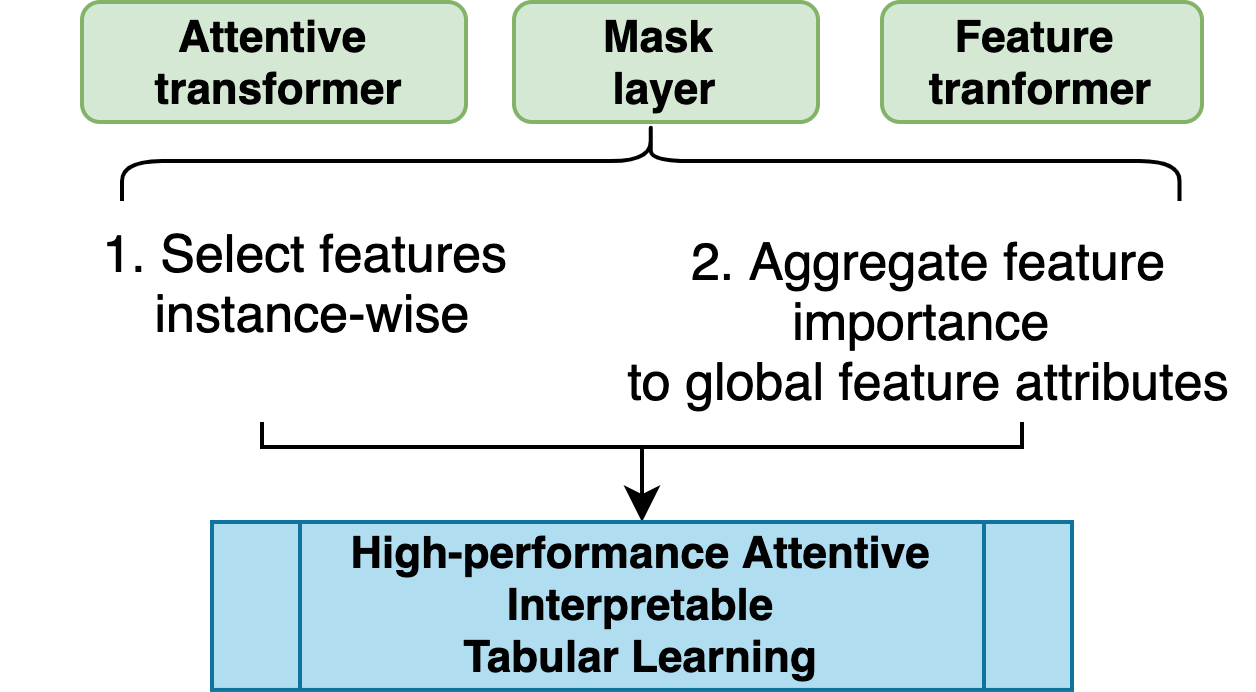 Attentive
transformer
Mask
layer
Feature
tranformer
1. Select features
instance-wise
2. Aggregate feature
importance
to global feature attributes
High-performance Attentive
Interpretable
Tabular Learning